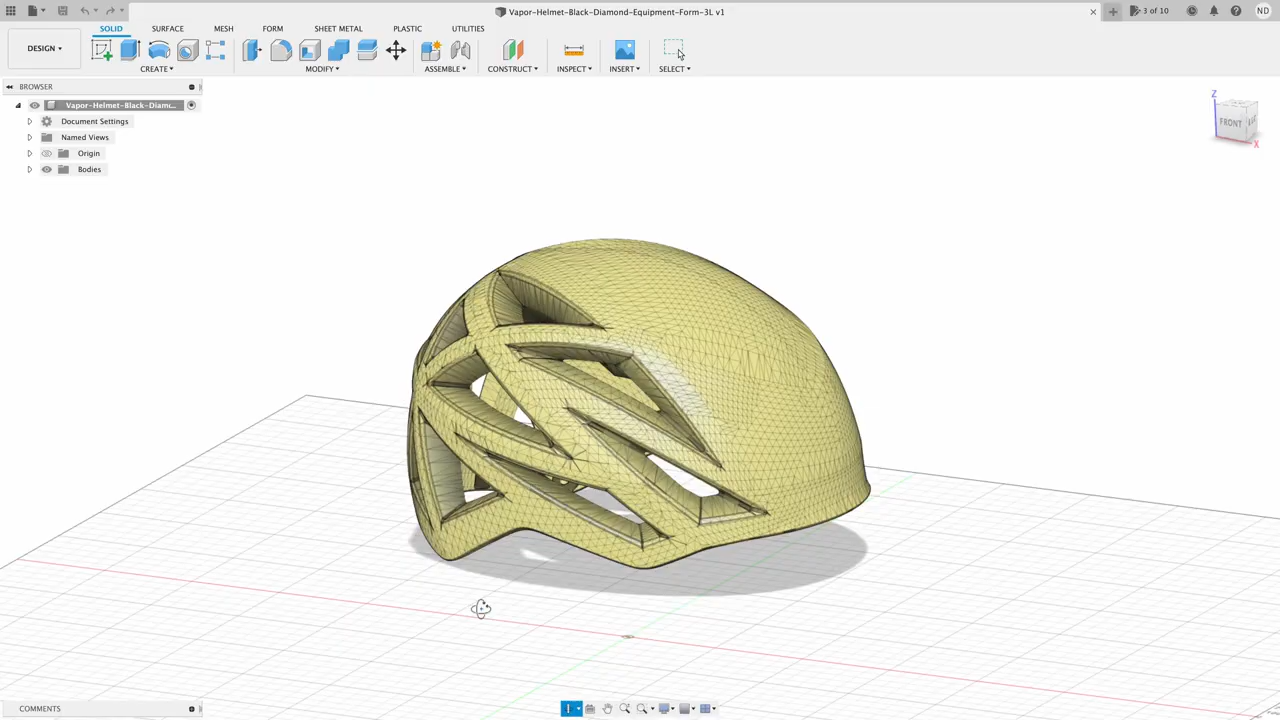 Vapor-Helmet-Black-Diamond-Equipment-Form-3L v1
3 of 10
ND
DESIGN
SOLID SURFACE MESH FORM SHEET METAL PLASTIC UTILITIES
CREATE MODIFY ASSEMBLE CONSTRUCT INSPECT INSERT SELECT
BROWSER
Vapor-Helmet-Black-Diamc...
Document Settings
Named Views
Origin
Bodies
Z
FRONT
X
COMMENTS